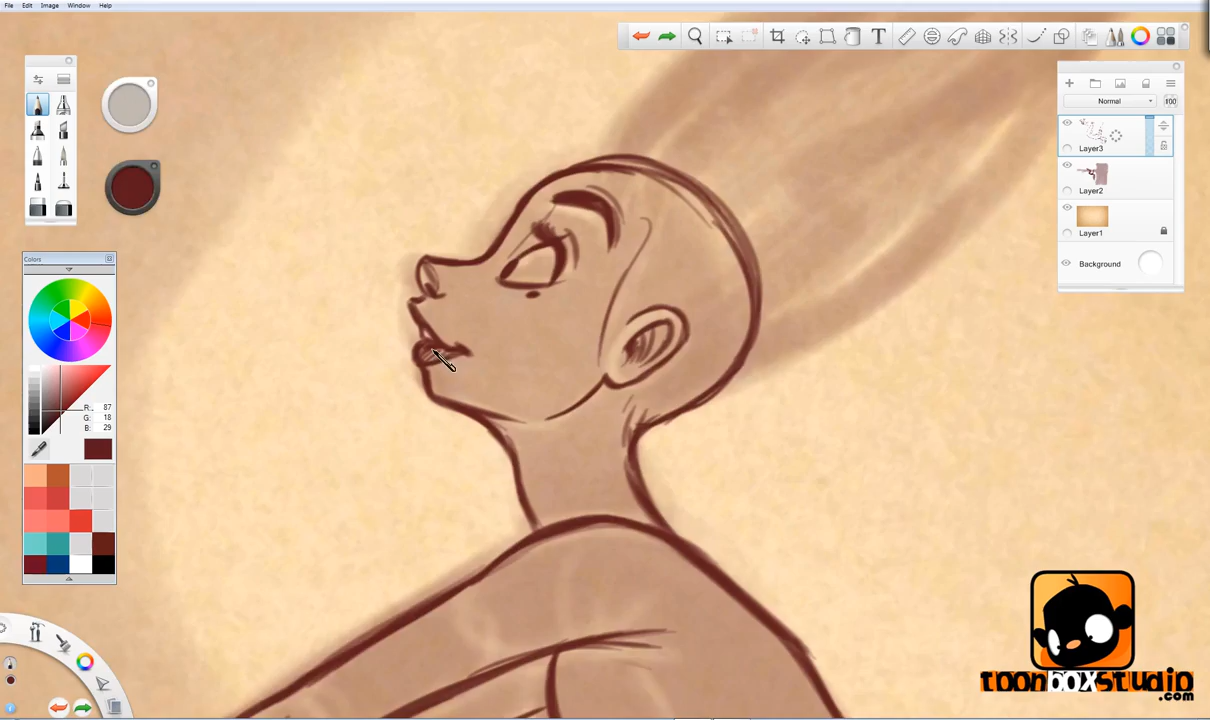 File Edit Image Window Help
Normal 100
Layer3
Layer2
Layer1
Background
Colors
R: 87
G: 18
B: 29
T
toonboxstudio
.com